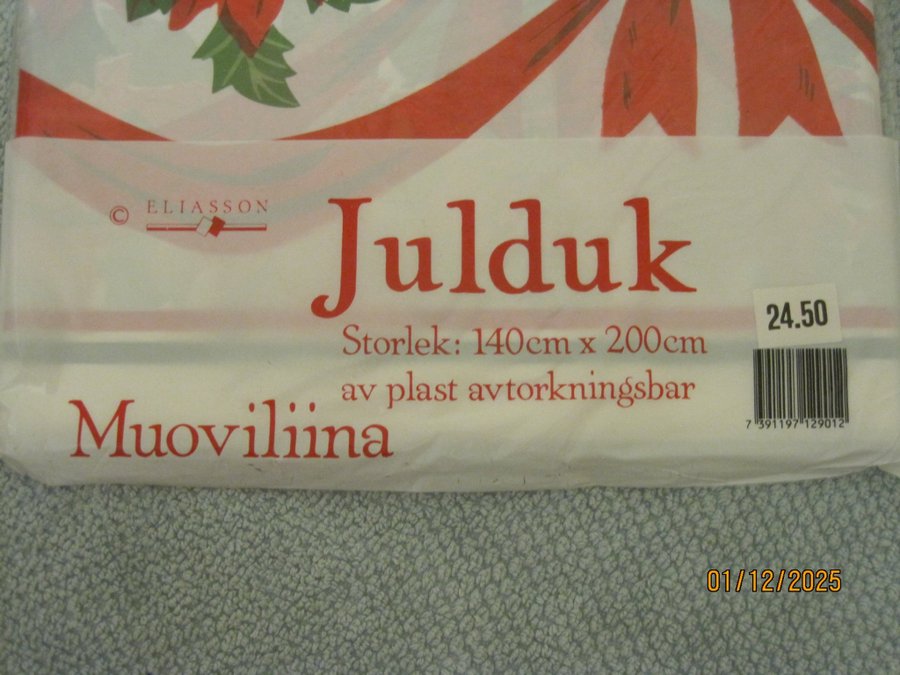 © ELIASSON
Julduk
24.50
Storlek: 140cm x 200cm
av plast avtorkningsbar
Muoviliina
7 391197 129012
01/12/2025